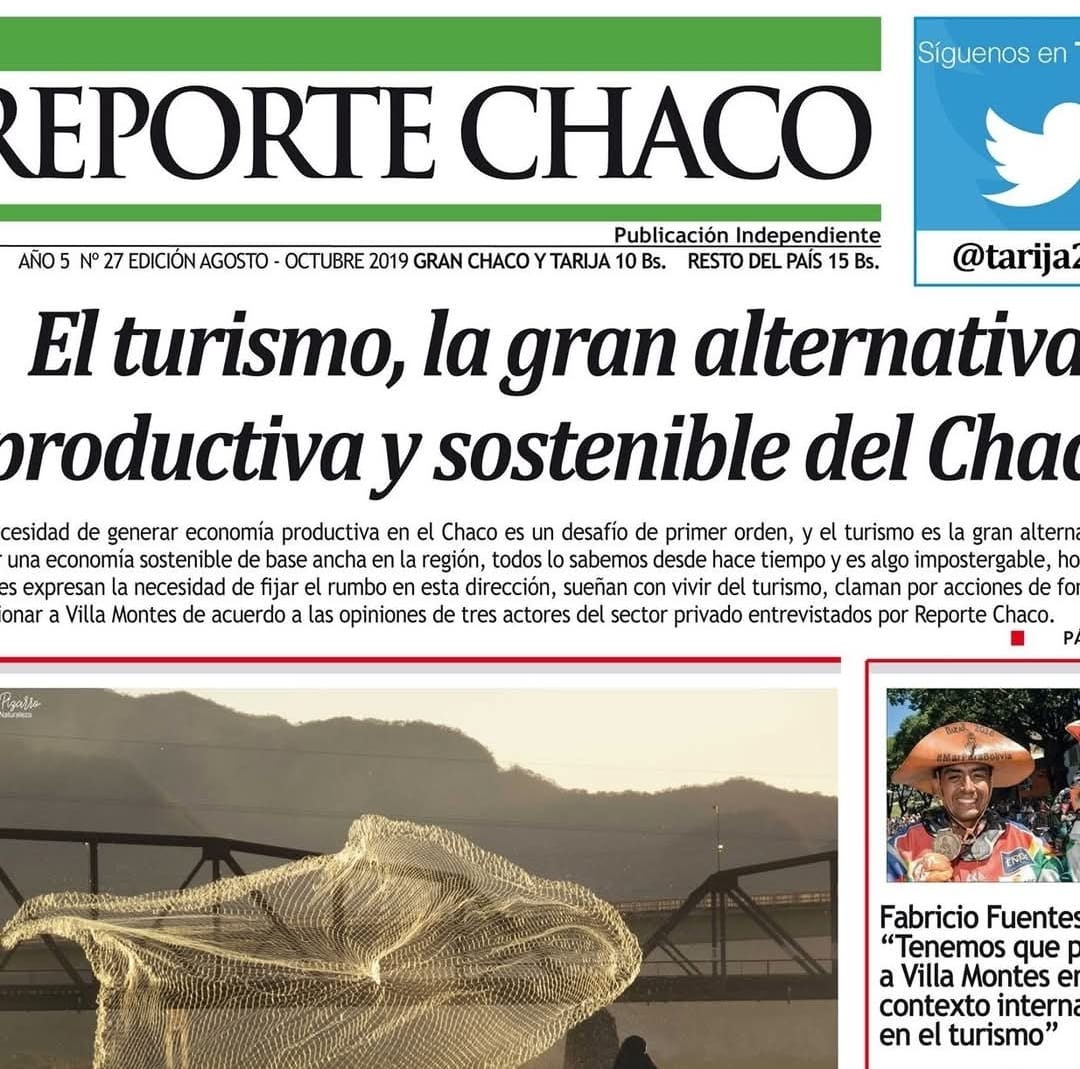 REPORTE CHACO
Síguenos en
Publicación Independiente
AÑO 5 Nº 27 EDICIÓN AGOSTO - OCTUBRE 2019 GRAN CHACO Y TARIJA 10 Bs. RESTO DEL PAÍS 15 Bs.
@tarija2
El turismo, la gran alternativa
productiva y sostenible del Chac
cesidad de generar economía productiva en el Chaco es un desafío de primer orden, y el turismo es la gran alterna
r una economía sostenible de base ancha en la región, todos lo sabemos desde hace tiempo y es algo impostergable, ho
es expresan la necesidad de fijar el rumbo en esta dirección, sueñan con vivir del turismo, claman por acciones de for
ionar a Villa Montes de acuerdo a las opiniones de tres actores del sector privado entrevistados por Reporte Chaco.
PÁ
Pizarro
Naturaleza
#MarParaBolivia
Fabricio Fuentes
“Tenemos que p
a Villa Montes en
contexto interna
en el turismo”